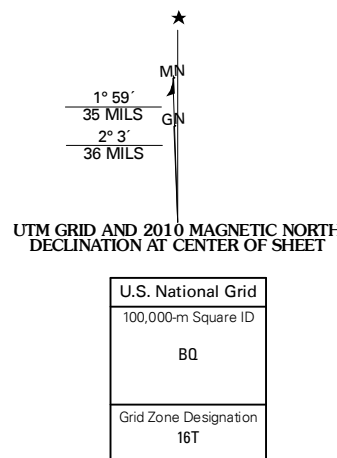 ★
MN
1° 59´
35 MILS
GN
2° 3´
36 MILS
UTM GRID AND 2010 MAGNETIC NORTH
DECLINATION AT CENTER OF SHEET
U.S. National Grid
100,000-m Square ID
BQ
Grid Zone Designation
16T